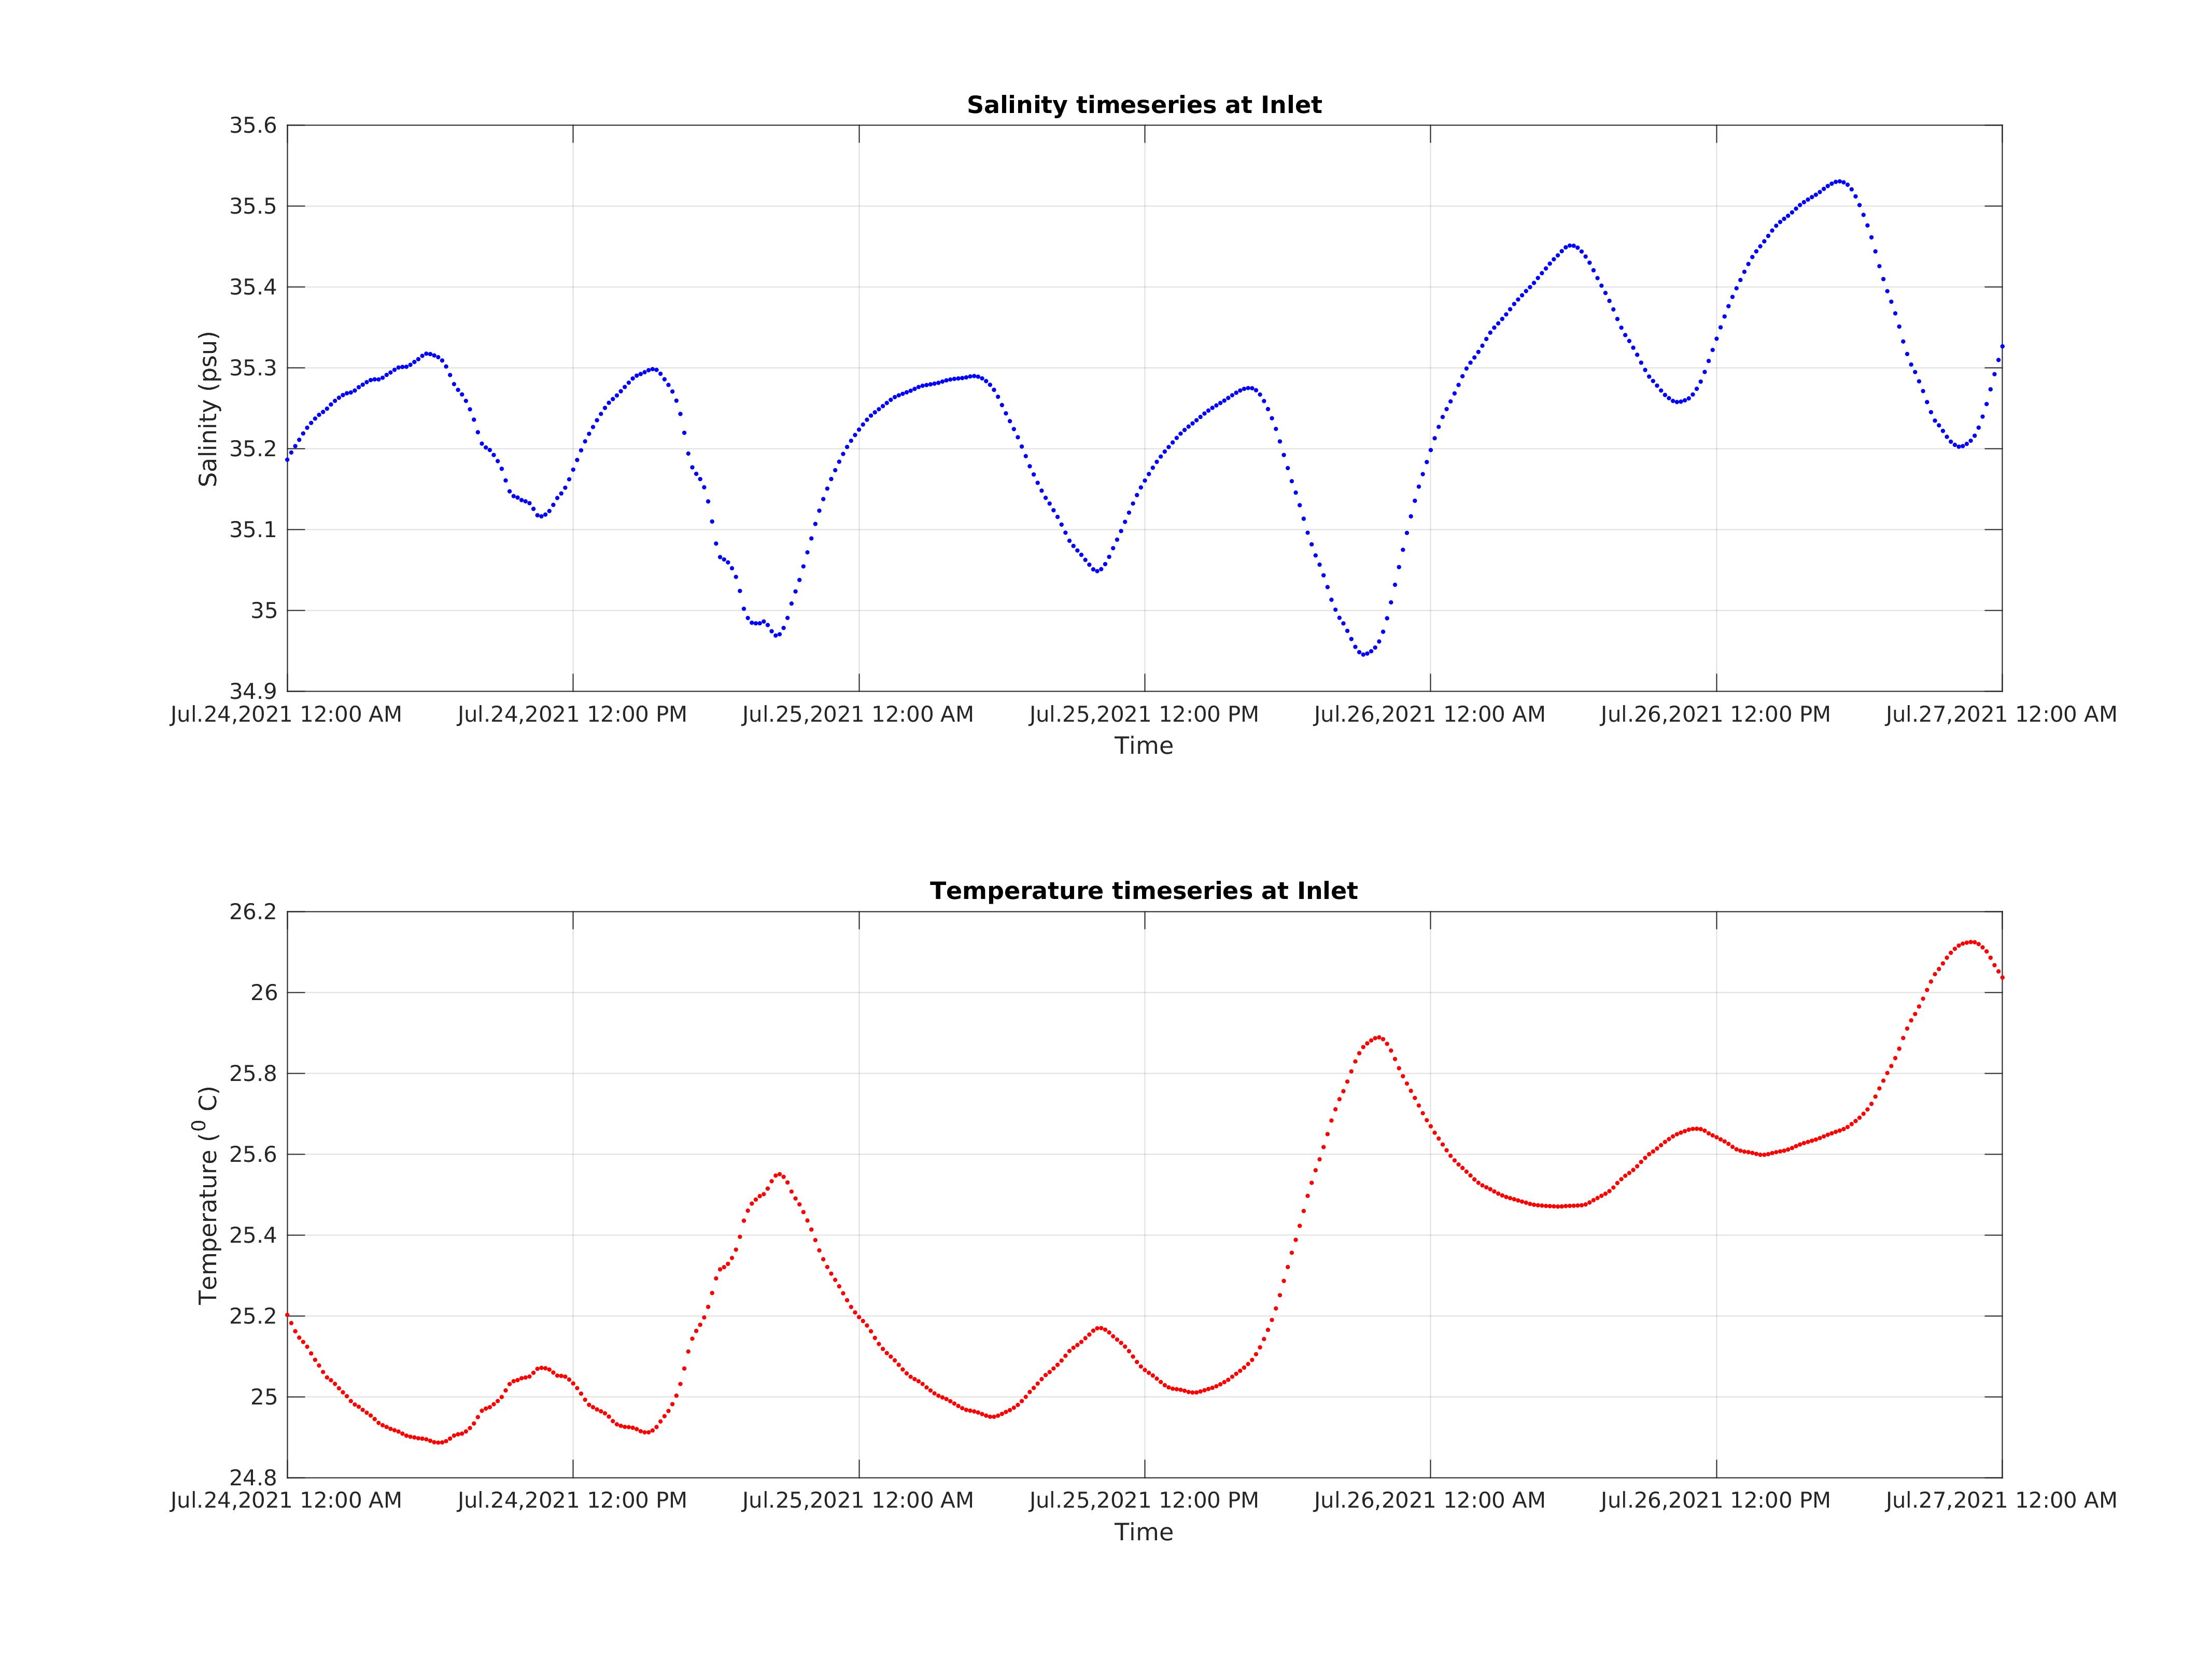 Salinity timeseries at Inlet
35.6
35.5
35.4
35.3
35.2
35.1
35
34.9
Salinity (psu)
Jul.24,2021 12:00 AM Jul.24,2021 12:00 PM Jul.25,2021 12:00 AM Jul.25,2021 12:00 PM Jul.26,2021 12:00 AM Jul.26,2021 12:00 PM Jul.27,2021 12:00 AM
Time
Temperature timeseries at Inlet
26.2
26
25.8
25.6
25.4
25.2
25
24.8
Temperature (⁰ C)
Jul.24,2021 12:00 AM Jul.24,2021 12:00 PM Jul.25,2021 12:00 AM Jul.25,2021 12:00 PM Jul.26,2021 12:00 AM Jul.26,2021 12:00 PM Jul.27,2021 12:00 AM
Time